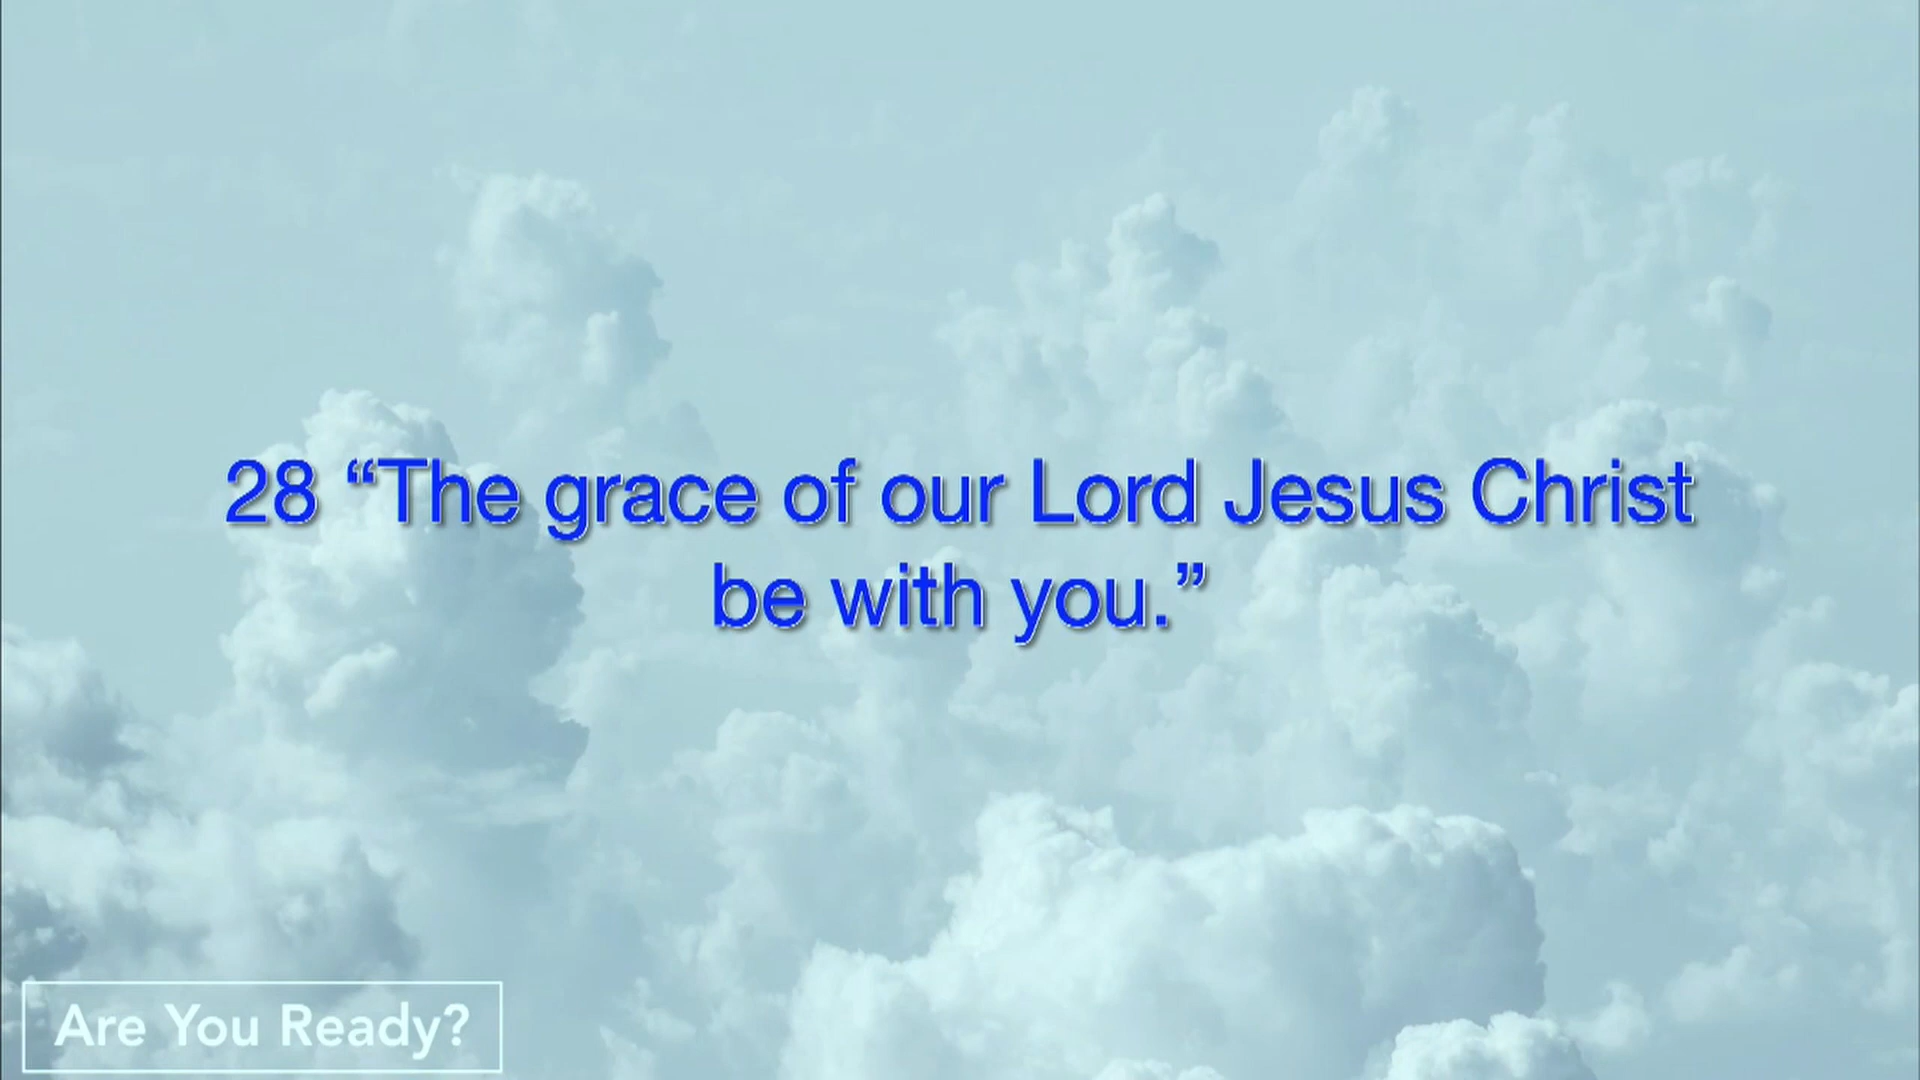 28 “The grace of our Lord Jesus Christ
be with you.”
Are You Ready?